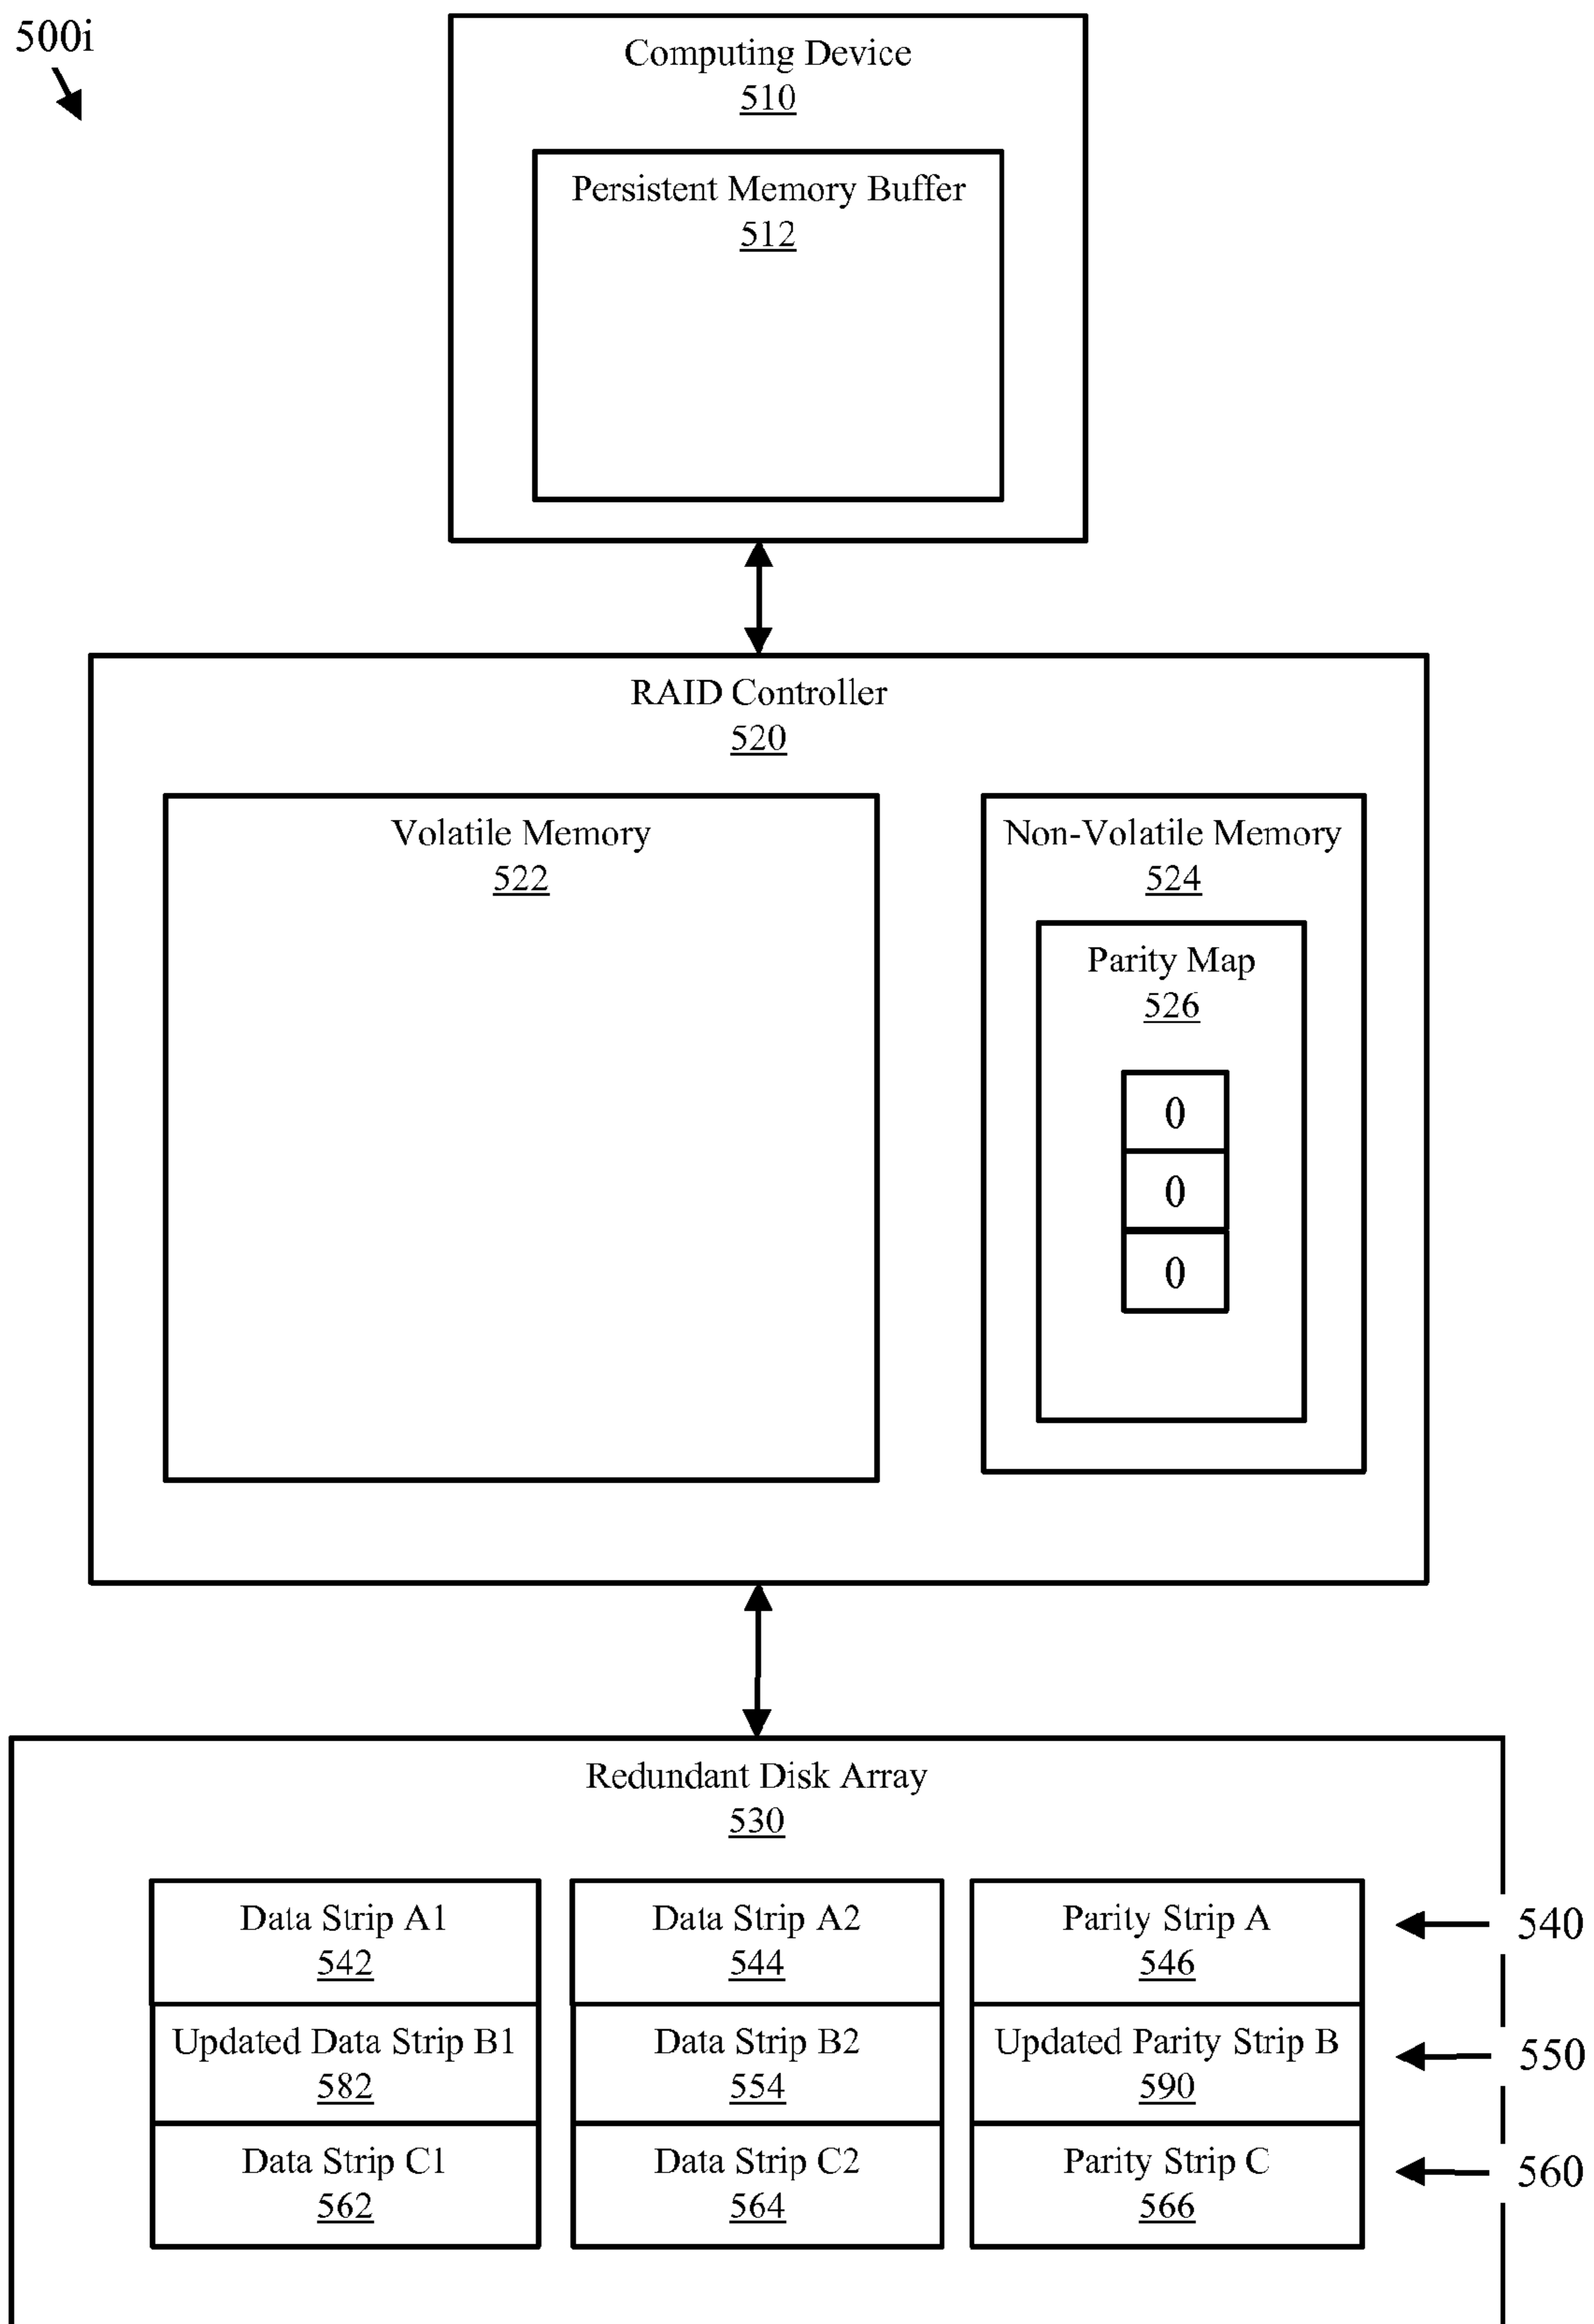 500i
Computing Device
510
Persistent Memory Buffer
512
RAID Controller
520
Volatile Memory
522
Non-Volatile Memory
524
Parity Map
526
0
0
0
Redundant Disk Array
530
Data Strip A1
542
Data Strip A2
544
Parity Strip A
546
540
Updated Data Strip B1
582
Data Strip B2
554
Updated Parity Strip B
590
550
Data Strip C1
562
Data Strip C2
564
Parity Strip C
566
560